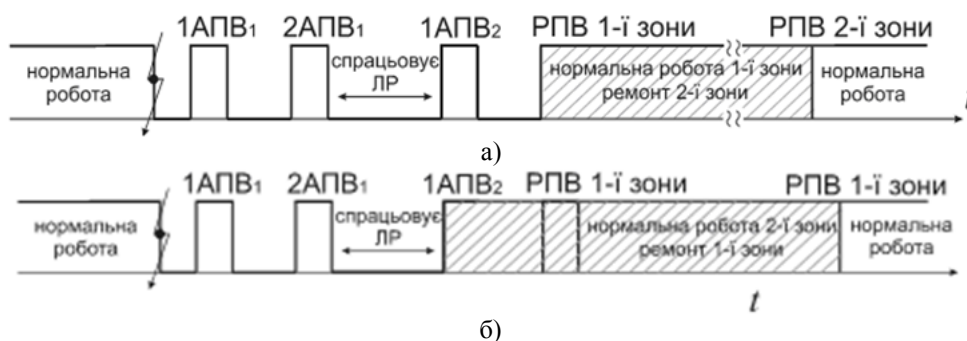 1АПВ₁ 2АПВ₁ 1АПВ₂ РПВ 1-ї зони РПВ 2-ї зони
нормальна
робота
спрацьовує
ЛР
нормальна робота 1-ї зони
ремонт 2-ї зони
нормальна
робота
t
а)
1АПВ₁ 2АПВ₁ 1АПВ₂ РПВ 1-ї зони РПВ 1-ї зони
нормальна
робота
спрацьовує
ЛР
нормальна робота 2-ї зони
ремонт 1-ї зони
нормальна
робота
t
б)